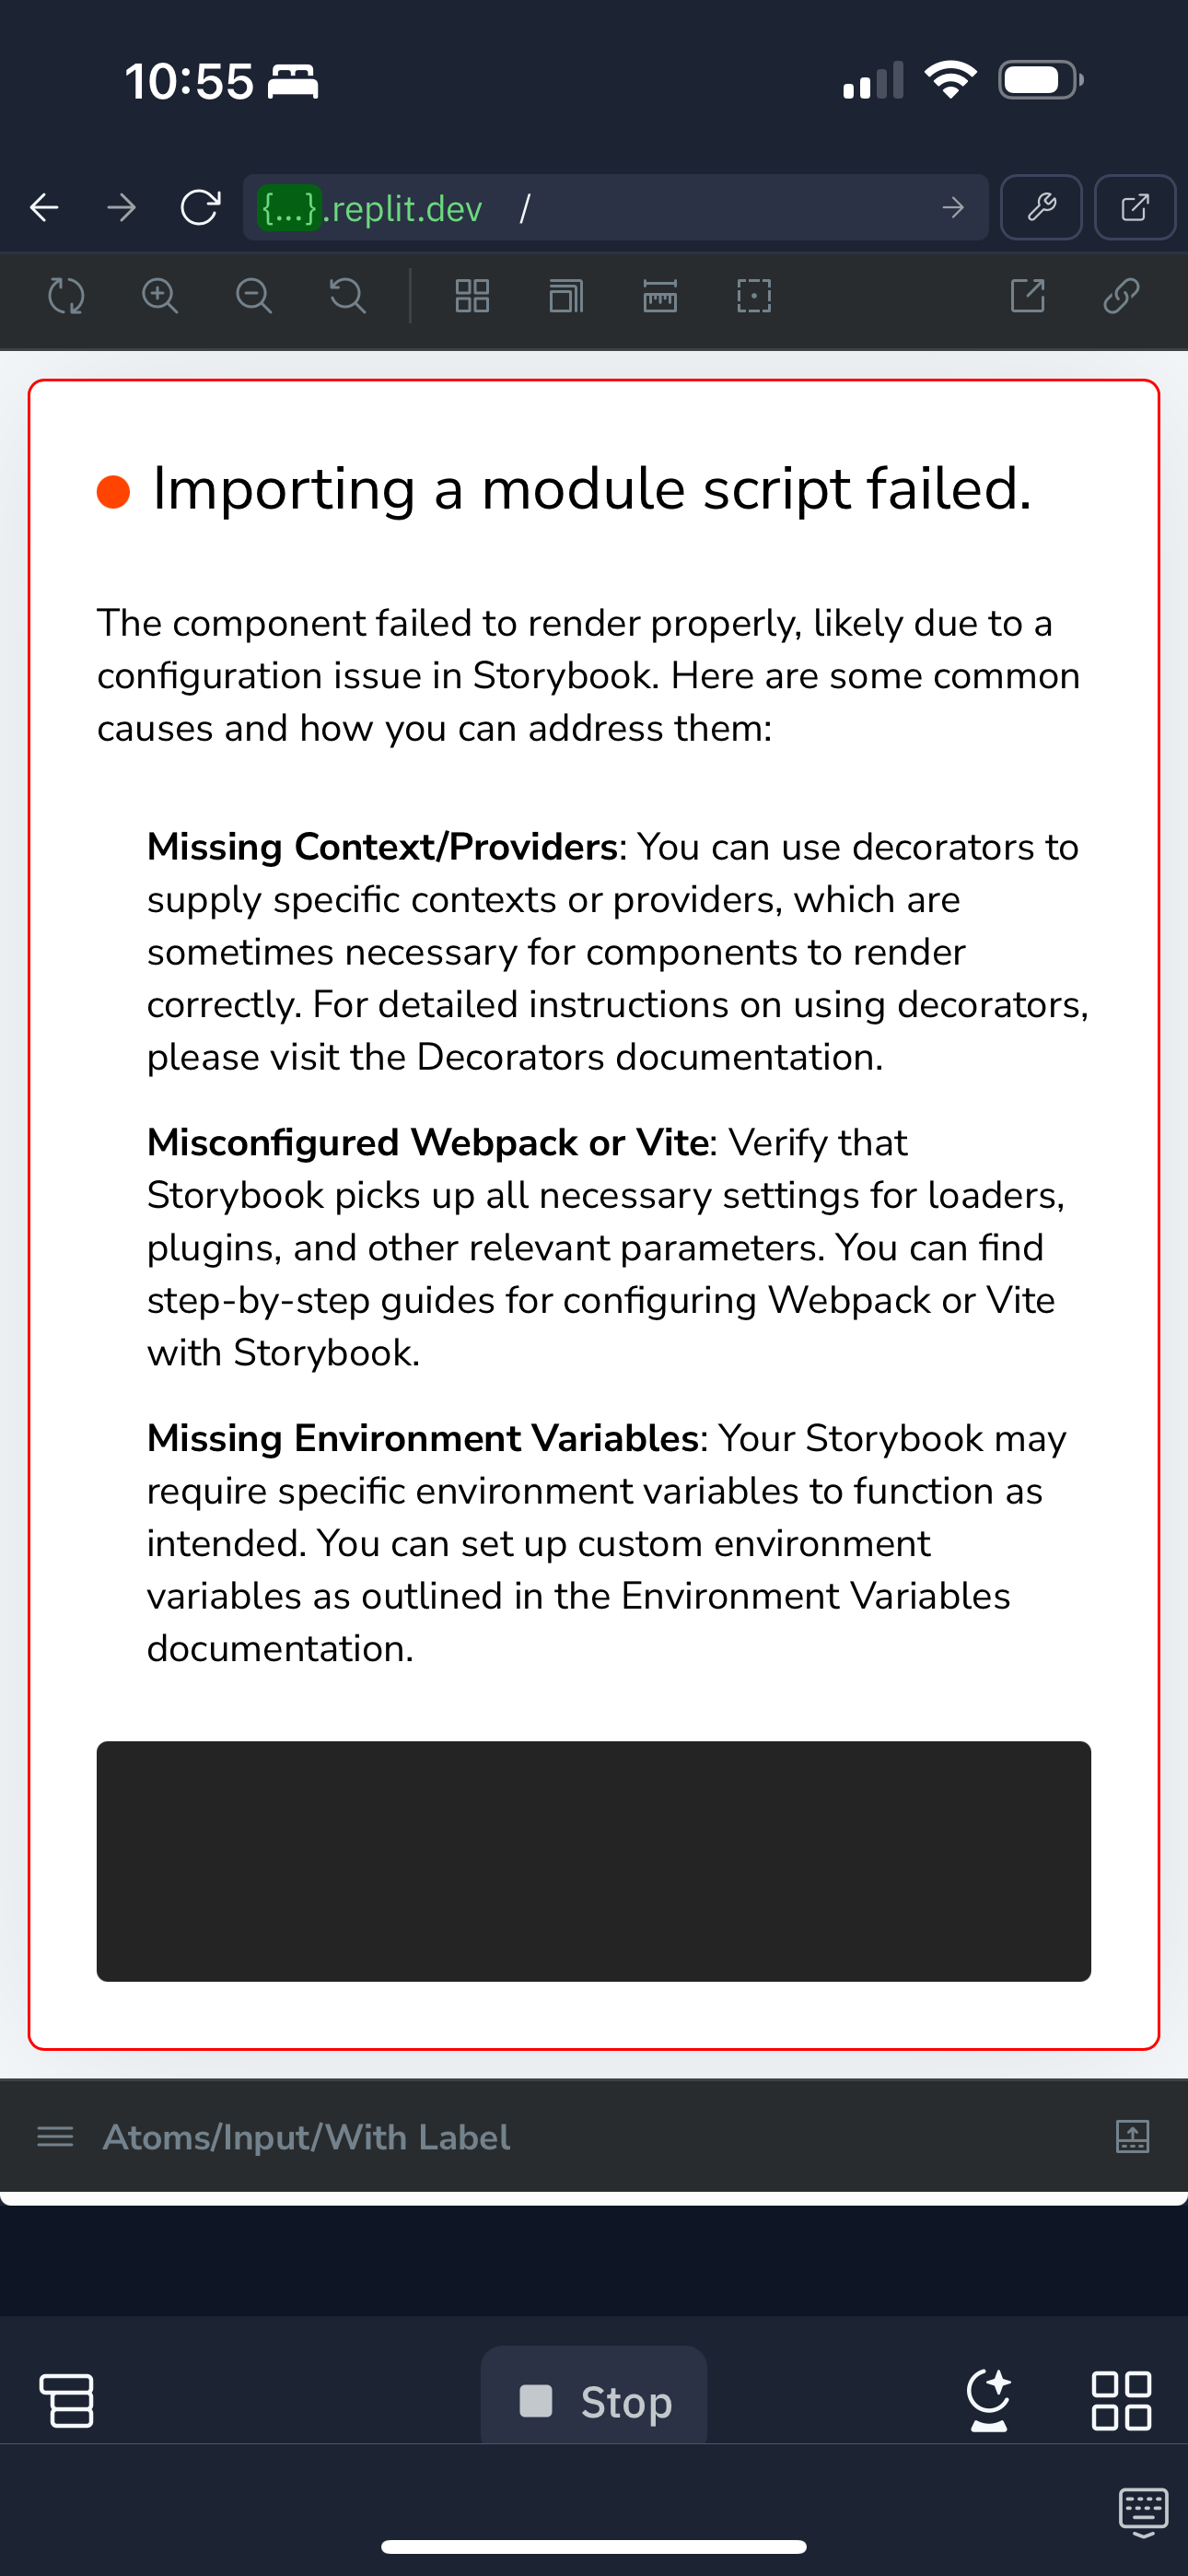 10:55
{...}.replit.dev /
Importing a module script failed.
The component failed to render properly, likely due to a
configuration issue in Storybook. Here are some common
causes and how you can address them:
Missing Context/Providers: You can use decorators to
supply specific contexts or providers, which are
sometimes necessary for components to render
correctly. For detailed instructions on using decorators,
please visit the Decorators documentation.
Misconfigured Webpack or Vite: Verify that
Storybook picks up all necessary settings for loaders,
plugins, and other relevant parameters. You can find
step-by-step guides for configuring Webpack or Vite
with Storybook.
Missing Environment Variables: Your Storybook may
require specific environment variables to function as
intended. You can set up custom environment
variables as outlined in the Environment Variables
documentation.
Atoms/Input/With Label
Stop